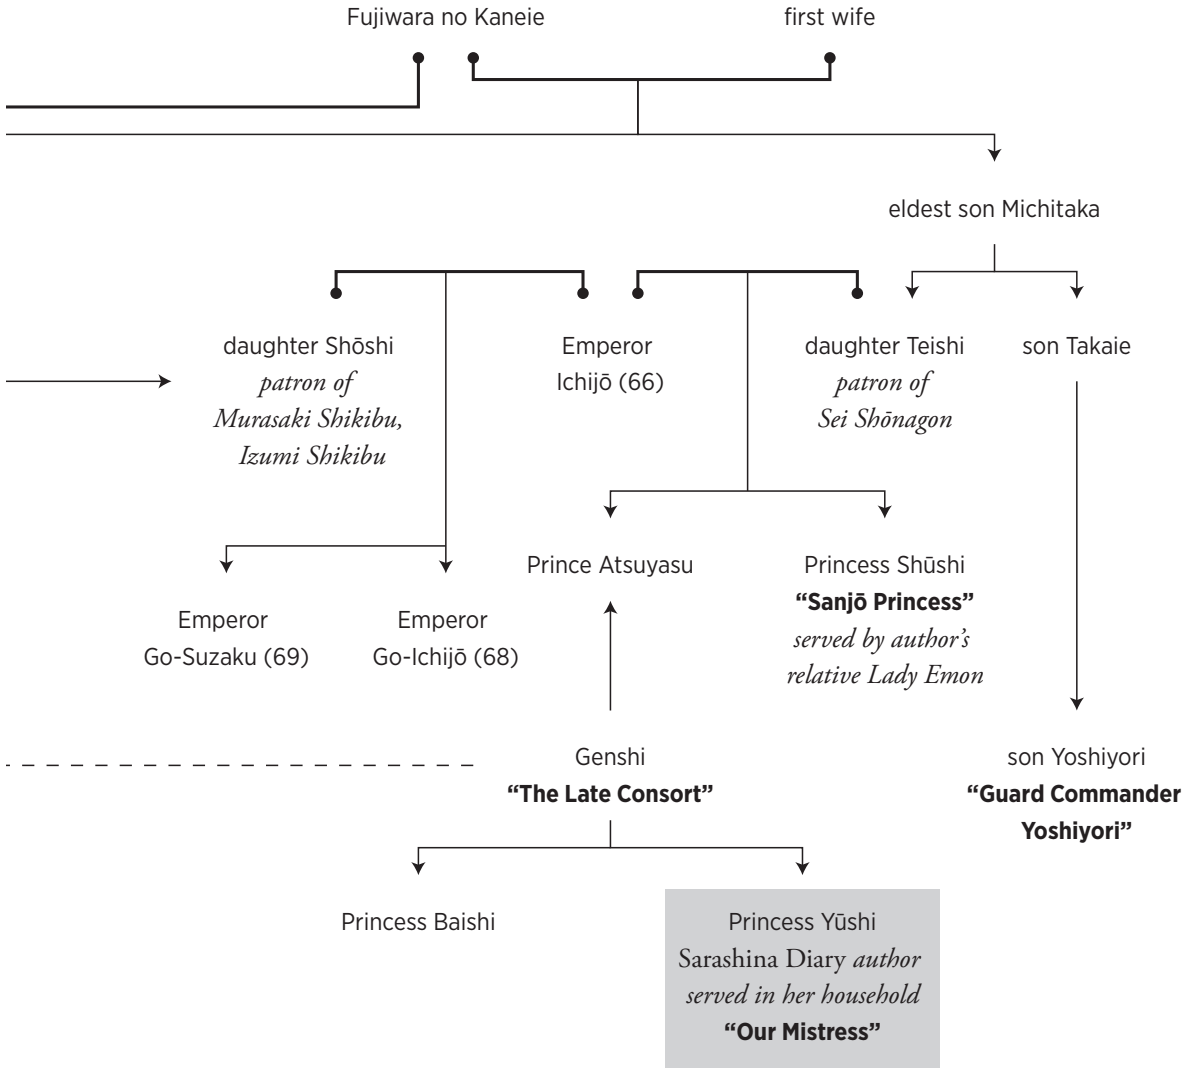 Fujiwara no Kaneie
first wife
eldest son Michitaka
daughter Shōshi
patron of
Murasaki Shikibu,
Izumi Shikibu
Emperor
Ichijō (66)
daughter Teishi
patron of
Sei Shōnagon
son Takaie
Emperor
Go-Suzaku (69)
Emperor
Go-Ichijō (68)
Prince Atsuyasu
Princess Shūshi
“Sanjō Princess”
served by author’s
relative Lady Emon
Genshi
“The Late Consort”
son Yoshiyori
“Guard Commander
Yoshiyori”
Princess Baishi
Princess Yūshi
Sarashina Diary author
served in her household
“Our Mistress”